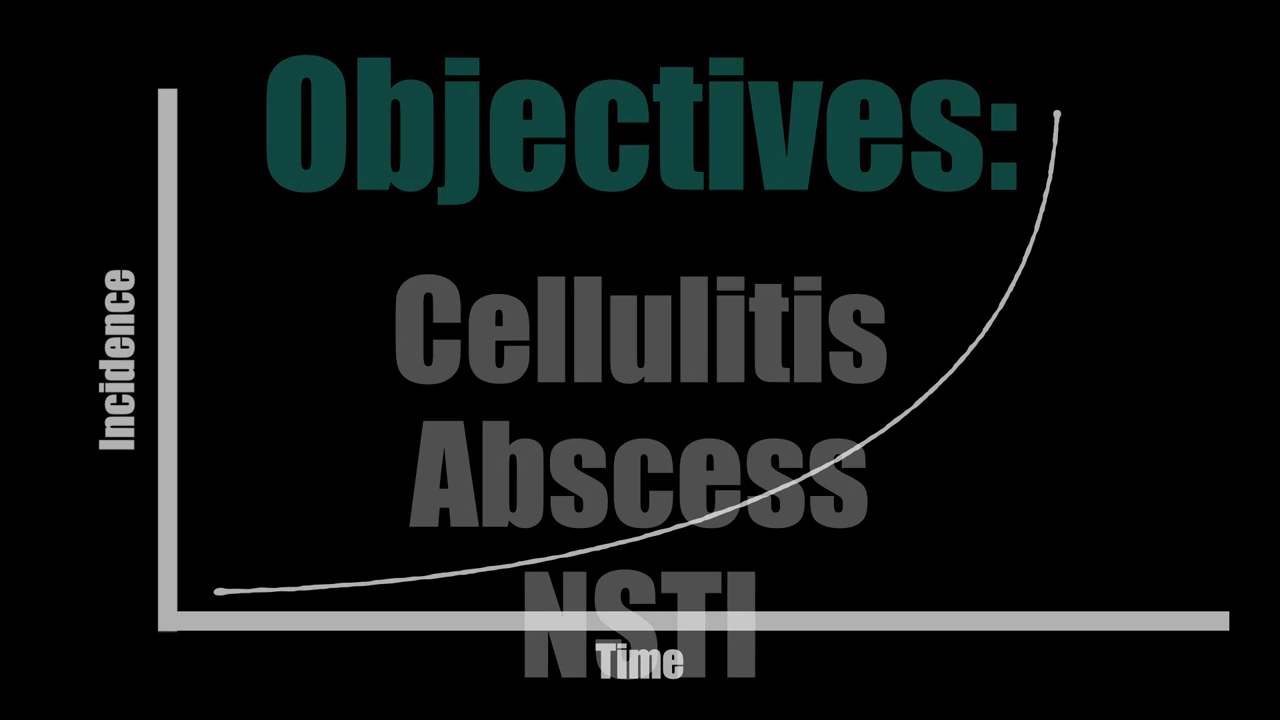 Objectives:
Cellulitis
Abscess
NSTI
Incidence
Time